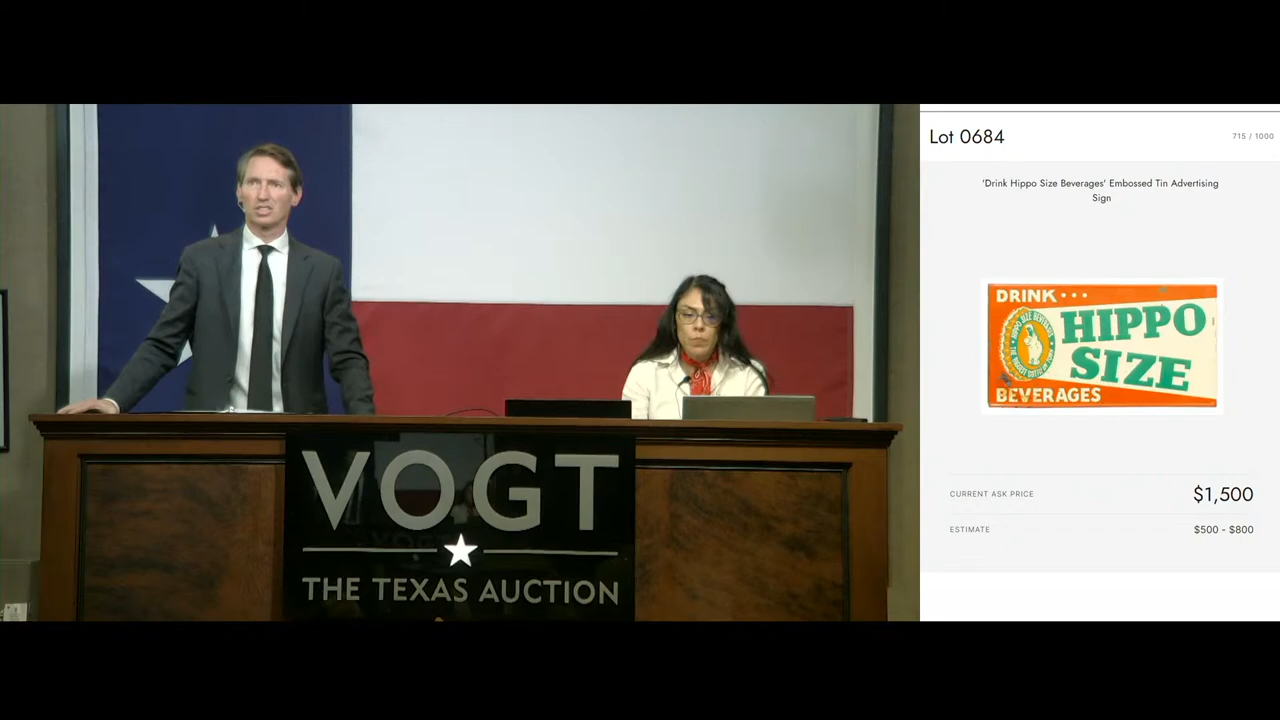 VOGT
THE TEXAS AUCTION
Lot 0684
715 / 1000
'Drink Hippo Size Beverages' Embossed Tin Advertising
Sign
DRINK •••
HIPPO
SIZE
BEVERAGES
CURRENT ASK PRICE
$1,500
ESTIMATE
$500 - $800